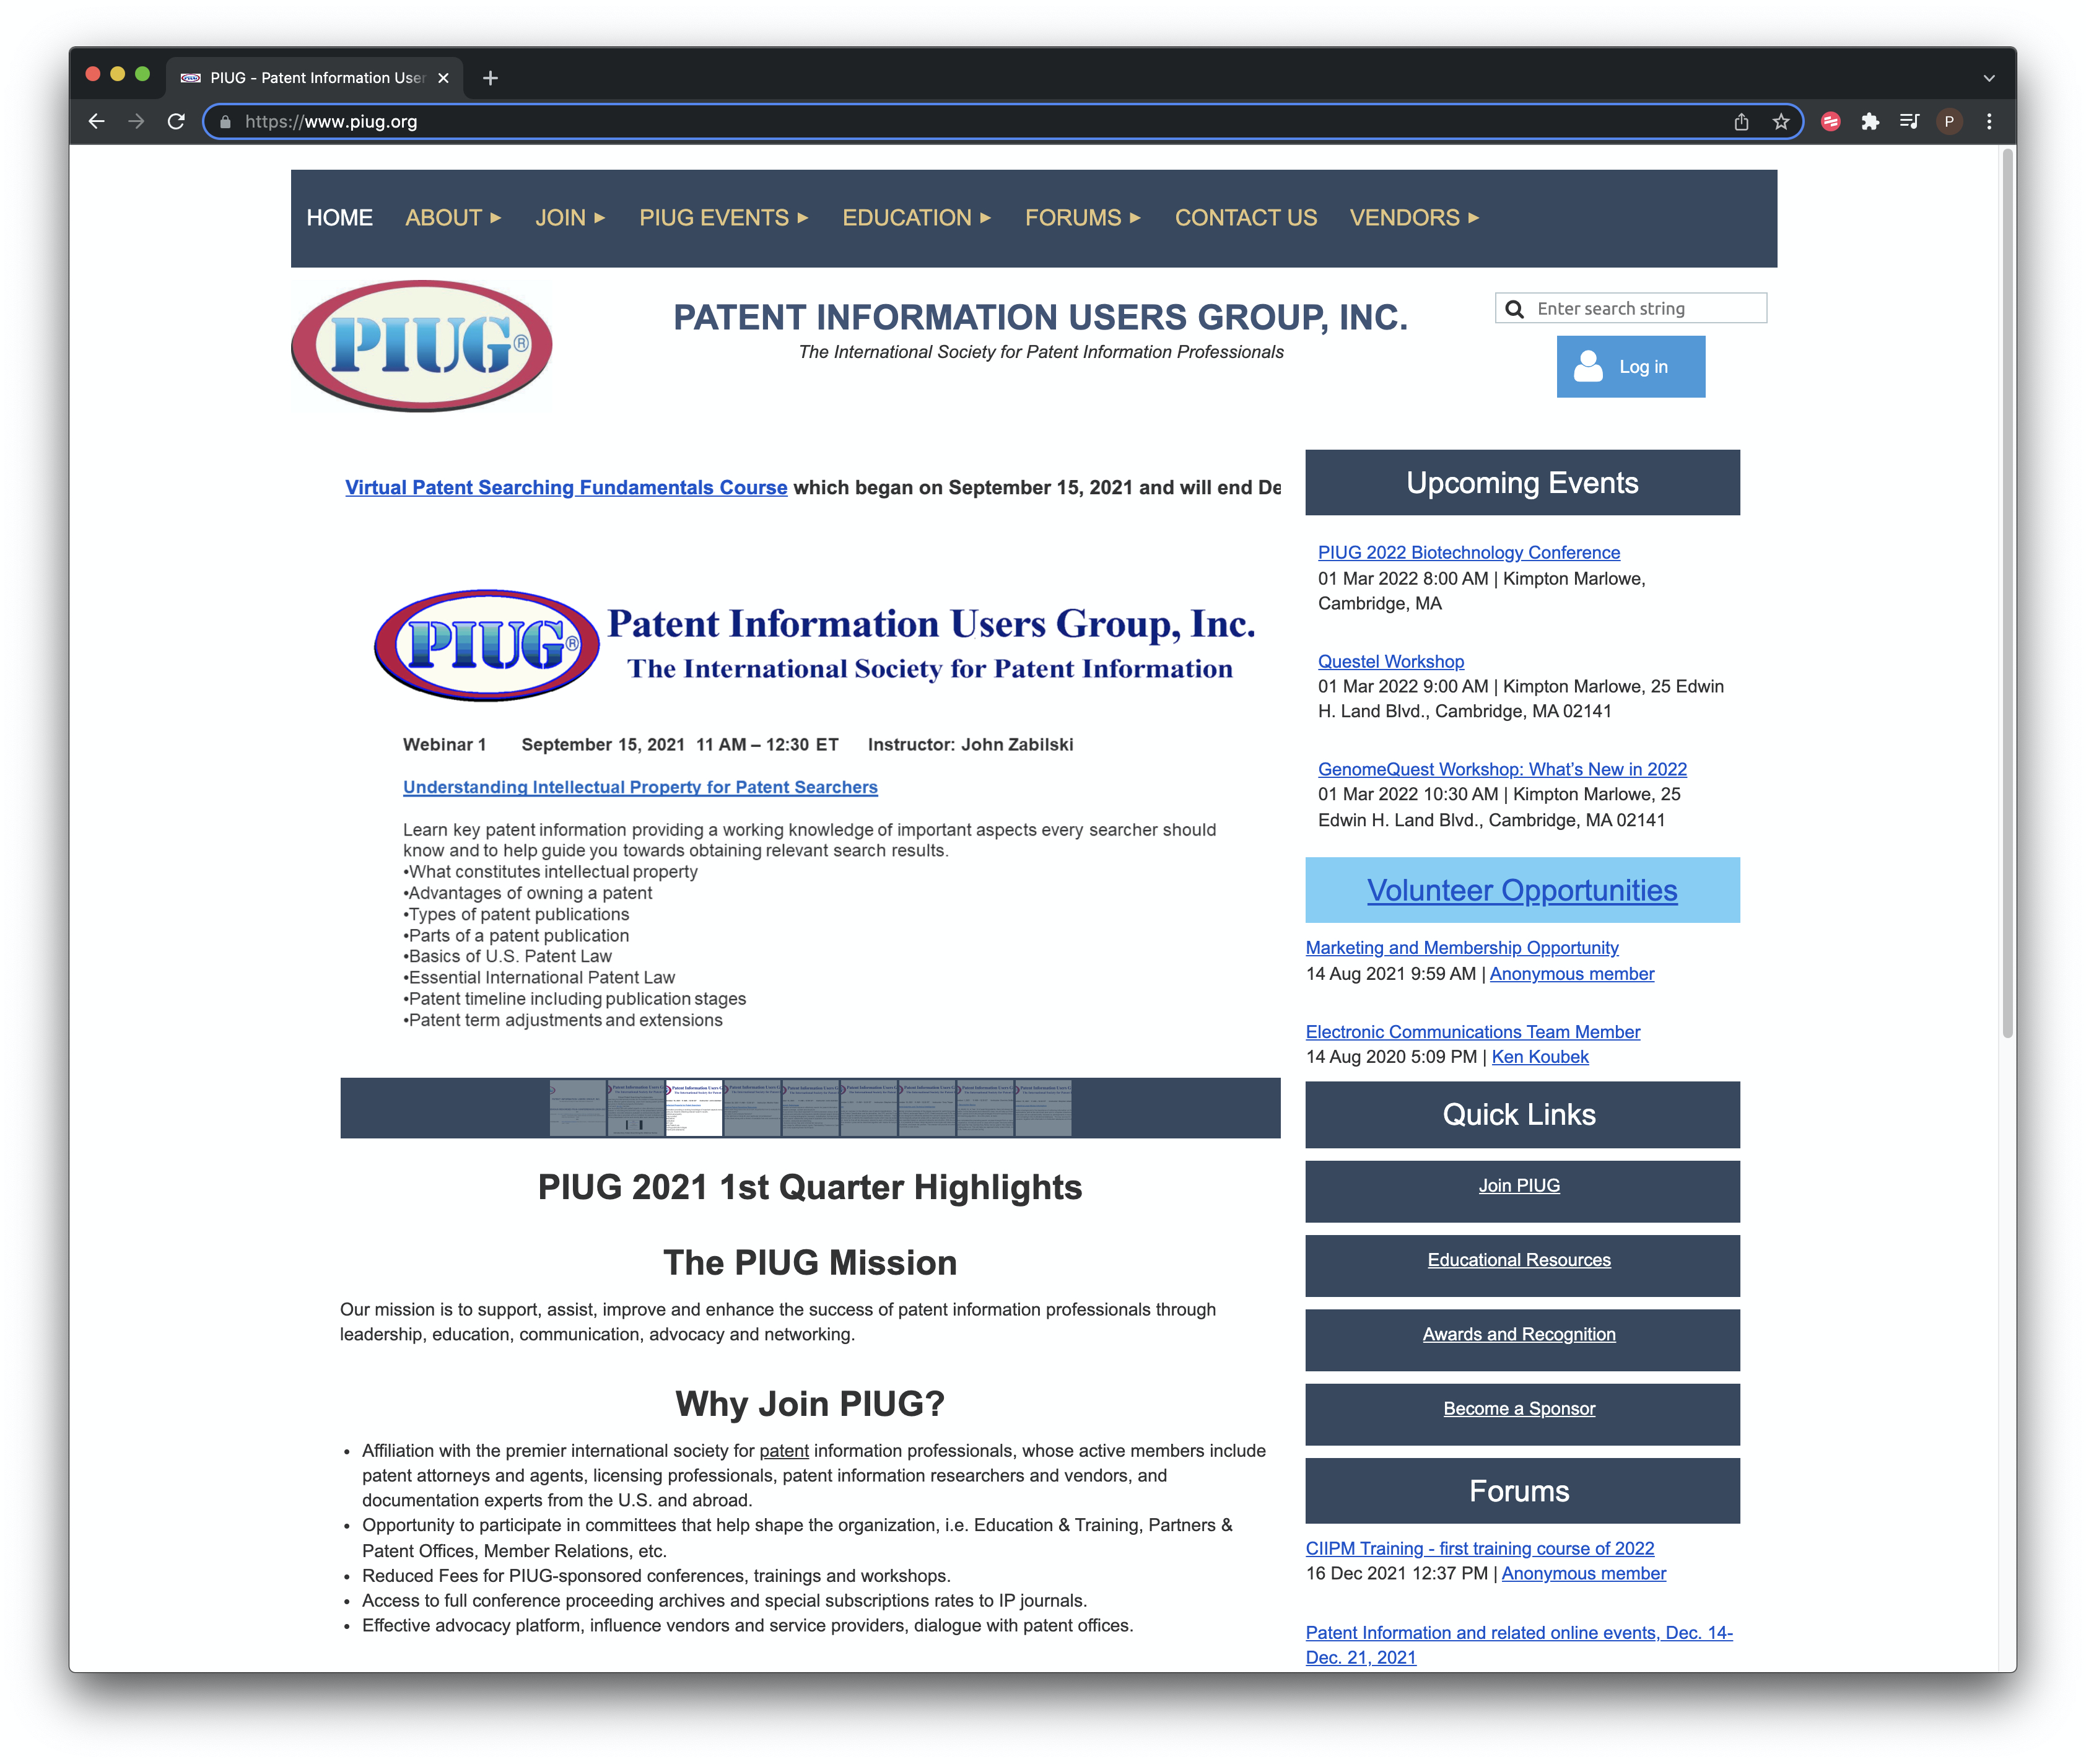 PIUG - Patent Information User
https://www.piug.org
P
HOME ABOUT ► JOIN ► PIUG EVENTS ► EDUCATION ► FORUMS ► CONTACT US VENDORS ►
PIUG®
PATENT INFORMATION USERS GROUP, INC.
The International Society for Patent Information Professionals
Enter search string
Log in
Virtual Patent Searching Fundamentals Course which began on September 15, 2021 and will end De
PIUG®
Patent Information Users Group, Inc.
The International Society for Patent Information
Webinar 1 September 15, 2021 11 AM – 12:30 ET Instructor: John Zabilski
Understanding Intellectual Property for Patent Searchers
Learn key patent information providing a working knowledge of important aspects every searcher should
know and to help guide you towards obtaining relevant search results.
•What constitutes intellectual property
•Advantages of owning a patent
•Types of patent publications
•Parts of a patent publication
•Basics of U.S. Patent Law
•Essential International Patent Law
•Patent timeline including publication stages
•Patent term adjustments and extensions
PIUG 2021 1st Quarter Highlights
The PIUG Mission
Our mission is to support, assist, improve and enhance the success of patent information professionals through
leadership, education, communication, advocacy and networking.
Why Join PIUG?
• Affiliation with the premier international society for patent information professionals, whose active members include
patent attorneys and agents, licensing professionals, patent information researchers and vendors, and
documentation experts from the U.S. and abroad.
• Opportunity to participate in committees that help shape the organization, i.e. Education & Training, Partners &
Patent Offices, Member Relations, etc.
• Reduced Fees for PIUG-sponsored conferences, trainings and workshops.
• Access to full conference proceeding archives and special subscriptions rates to IP journals.
• Effective advocacy platform, influence vendors and service providers, dialogue with patent offices.
Upcoming Events
PIUG 2022 Biotechnology Conference
01 Mar 2022 8:00 AM | Kimpton Marlowe,
Cambridge, MA
Questel Workshop
01 Mar 2022 9:00 AM | Kimpton Marlowe, 25 Edwin
H. Land Blvd., Cambridge, MA 02141
GenomeQuest Workshop: What’s New in 2022
01 Mar 2022 10:30 AM | Kimpton Marlowe, 25
Edwin H. Land Blvd., Cambridge, MA 02141
Volunteer Opportunities
Marketing and Membership Opportunity
14 Aug 2021 9:59 AM | Anonymous member
Electronic Communications Team Member
14 Aug 2020 5:09 PM | Ken Koubek
Quick Links
Join PIUG
Educational Resources
Awards and Recognition
Become a Sponsor
Forums
CIIPM Training - first training course of 2022
16 Dec 2021 12:37 PM | Anonymous member
Patent Information and related online events, Dec. 14-
Dec. 21, 2021